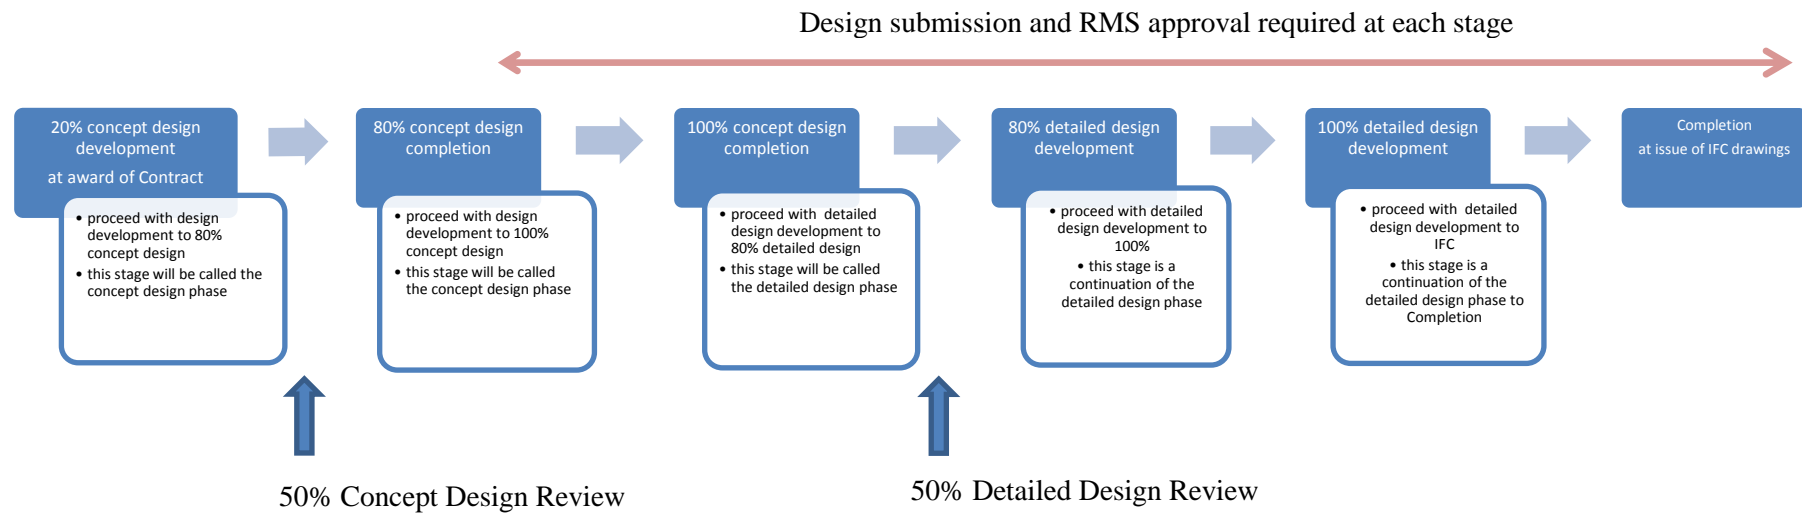 Design submission and RMS approval required at each stage
20% concept design
development
at award of Contract
• proceed with design
development to 80%
concept design
• this stage will be called the
concept design phase
80% concept design
completion
• proceed with design
development to 100%
concept design
• this stage will be called
the concept design phase
100% concept design
completion
• proceed with  detailed
design development to
80% detailed design
• this stage will be called
the detailed design phase
80% detailed design
development
• proceed with detailed
design development to
100%
• this stage is a
continuation of the
detailed design phase
100% detailed design
development
• proceed with  detailed
design development to
IFC
• this stage is a
continuation of the
detailed design phase to
Completion
Completion
at issue of IFC drawings
50% Concept Design Review
50% Detailed Design Review